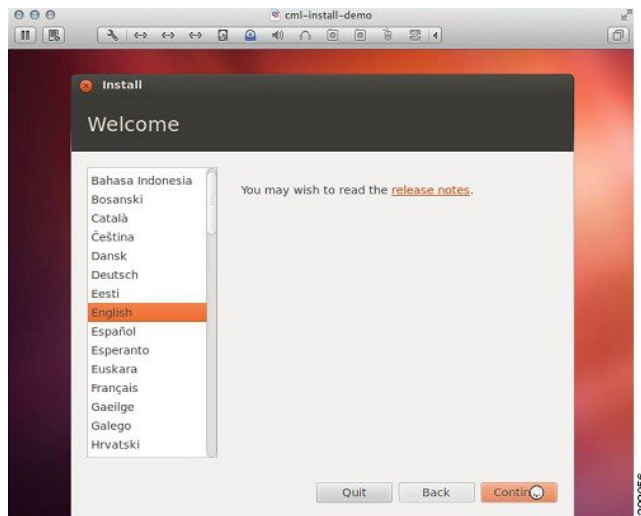 cml-install-demo
Install
Welcome
Bahasa Indonesia
Bosanski
Català
Čeština
Dansk
Deutsch
Eesti
English
Español
Esperanto
Euskara
Français
Gaeilge
Galego
Hrvatski
You may wish to read the release notes.
Quit
Back